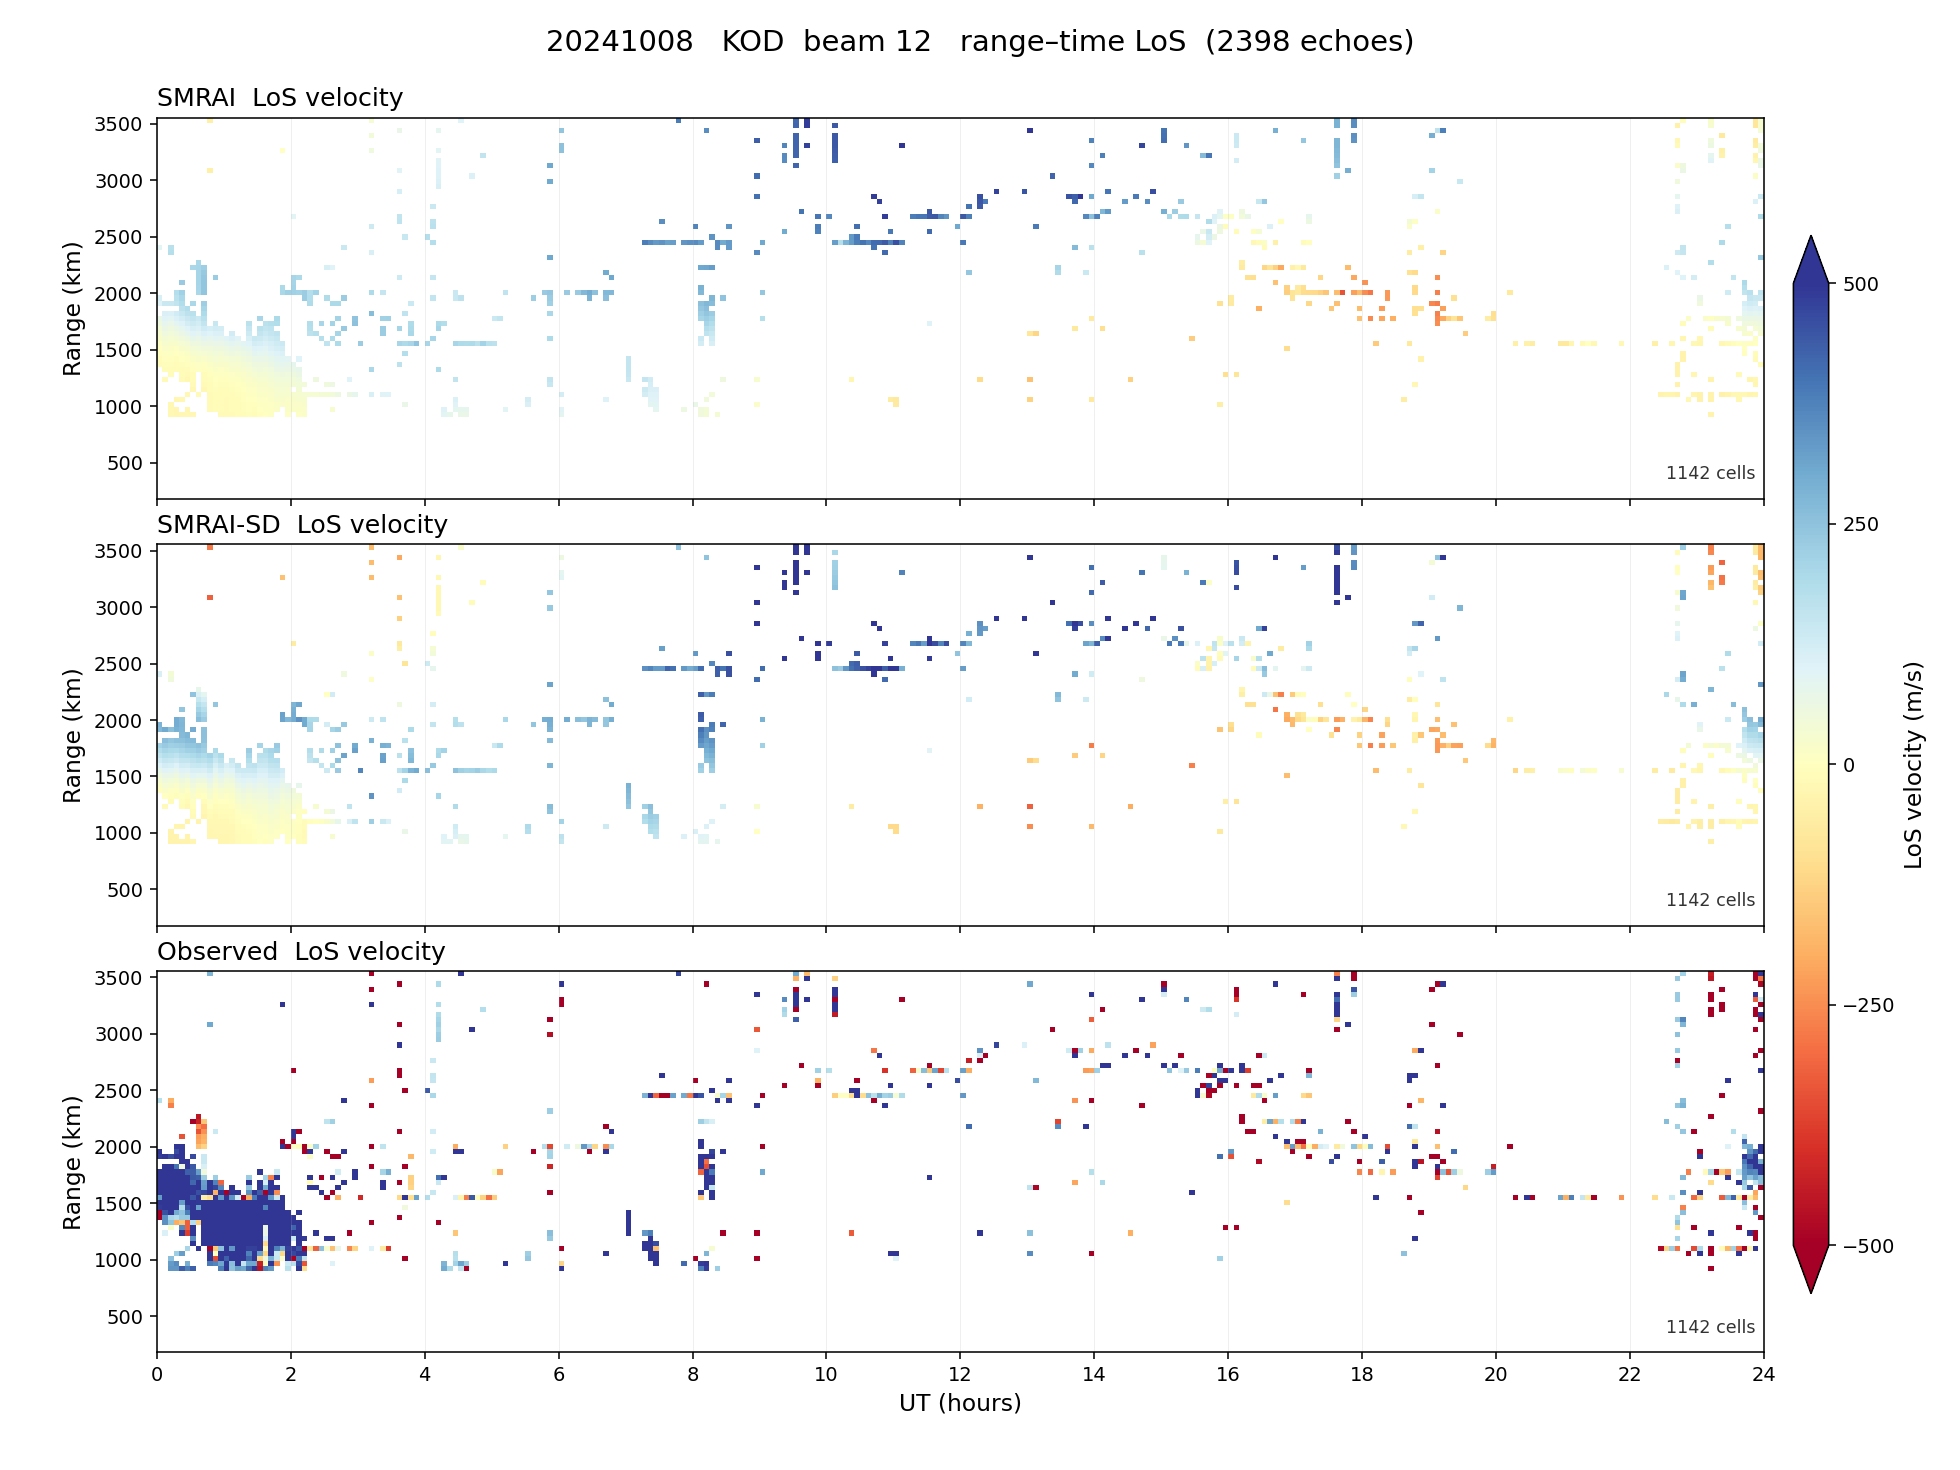 20241008   KOD  beam 12   range–time LoS  (2398 echoes)
SMRAI  LoS velocity
3500
3000
2500
2000
1500
1000
500
Range (km)
1142 cells
SMRAI-SD  LoS velocity
3500
3000
2500
2000
1500
1000
500
Range (km)
1142 cells
Observed  LoS velocity
3500
3000
2500
2000
1500
1000
500
Range (km)
1142 cells
0 2 4 6 8 10 12 14 16 18 20 22 24
UT (hours)
500
250
0
−250
−500
LoS velocity (m/s)